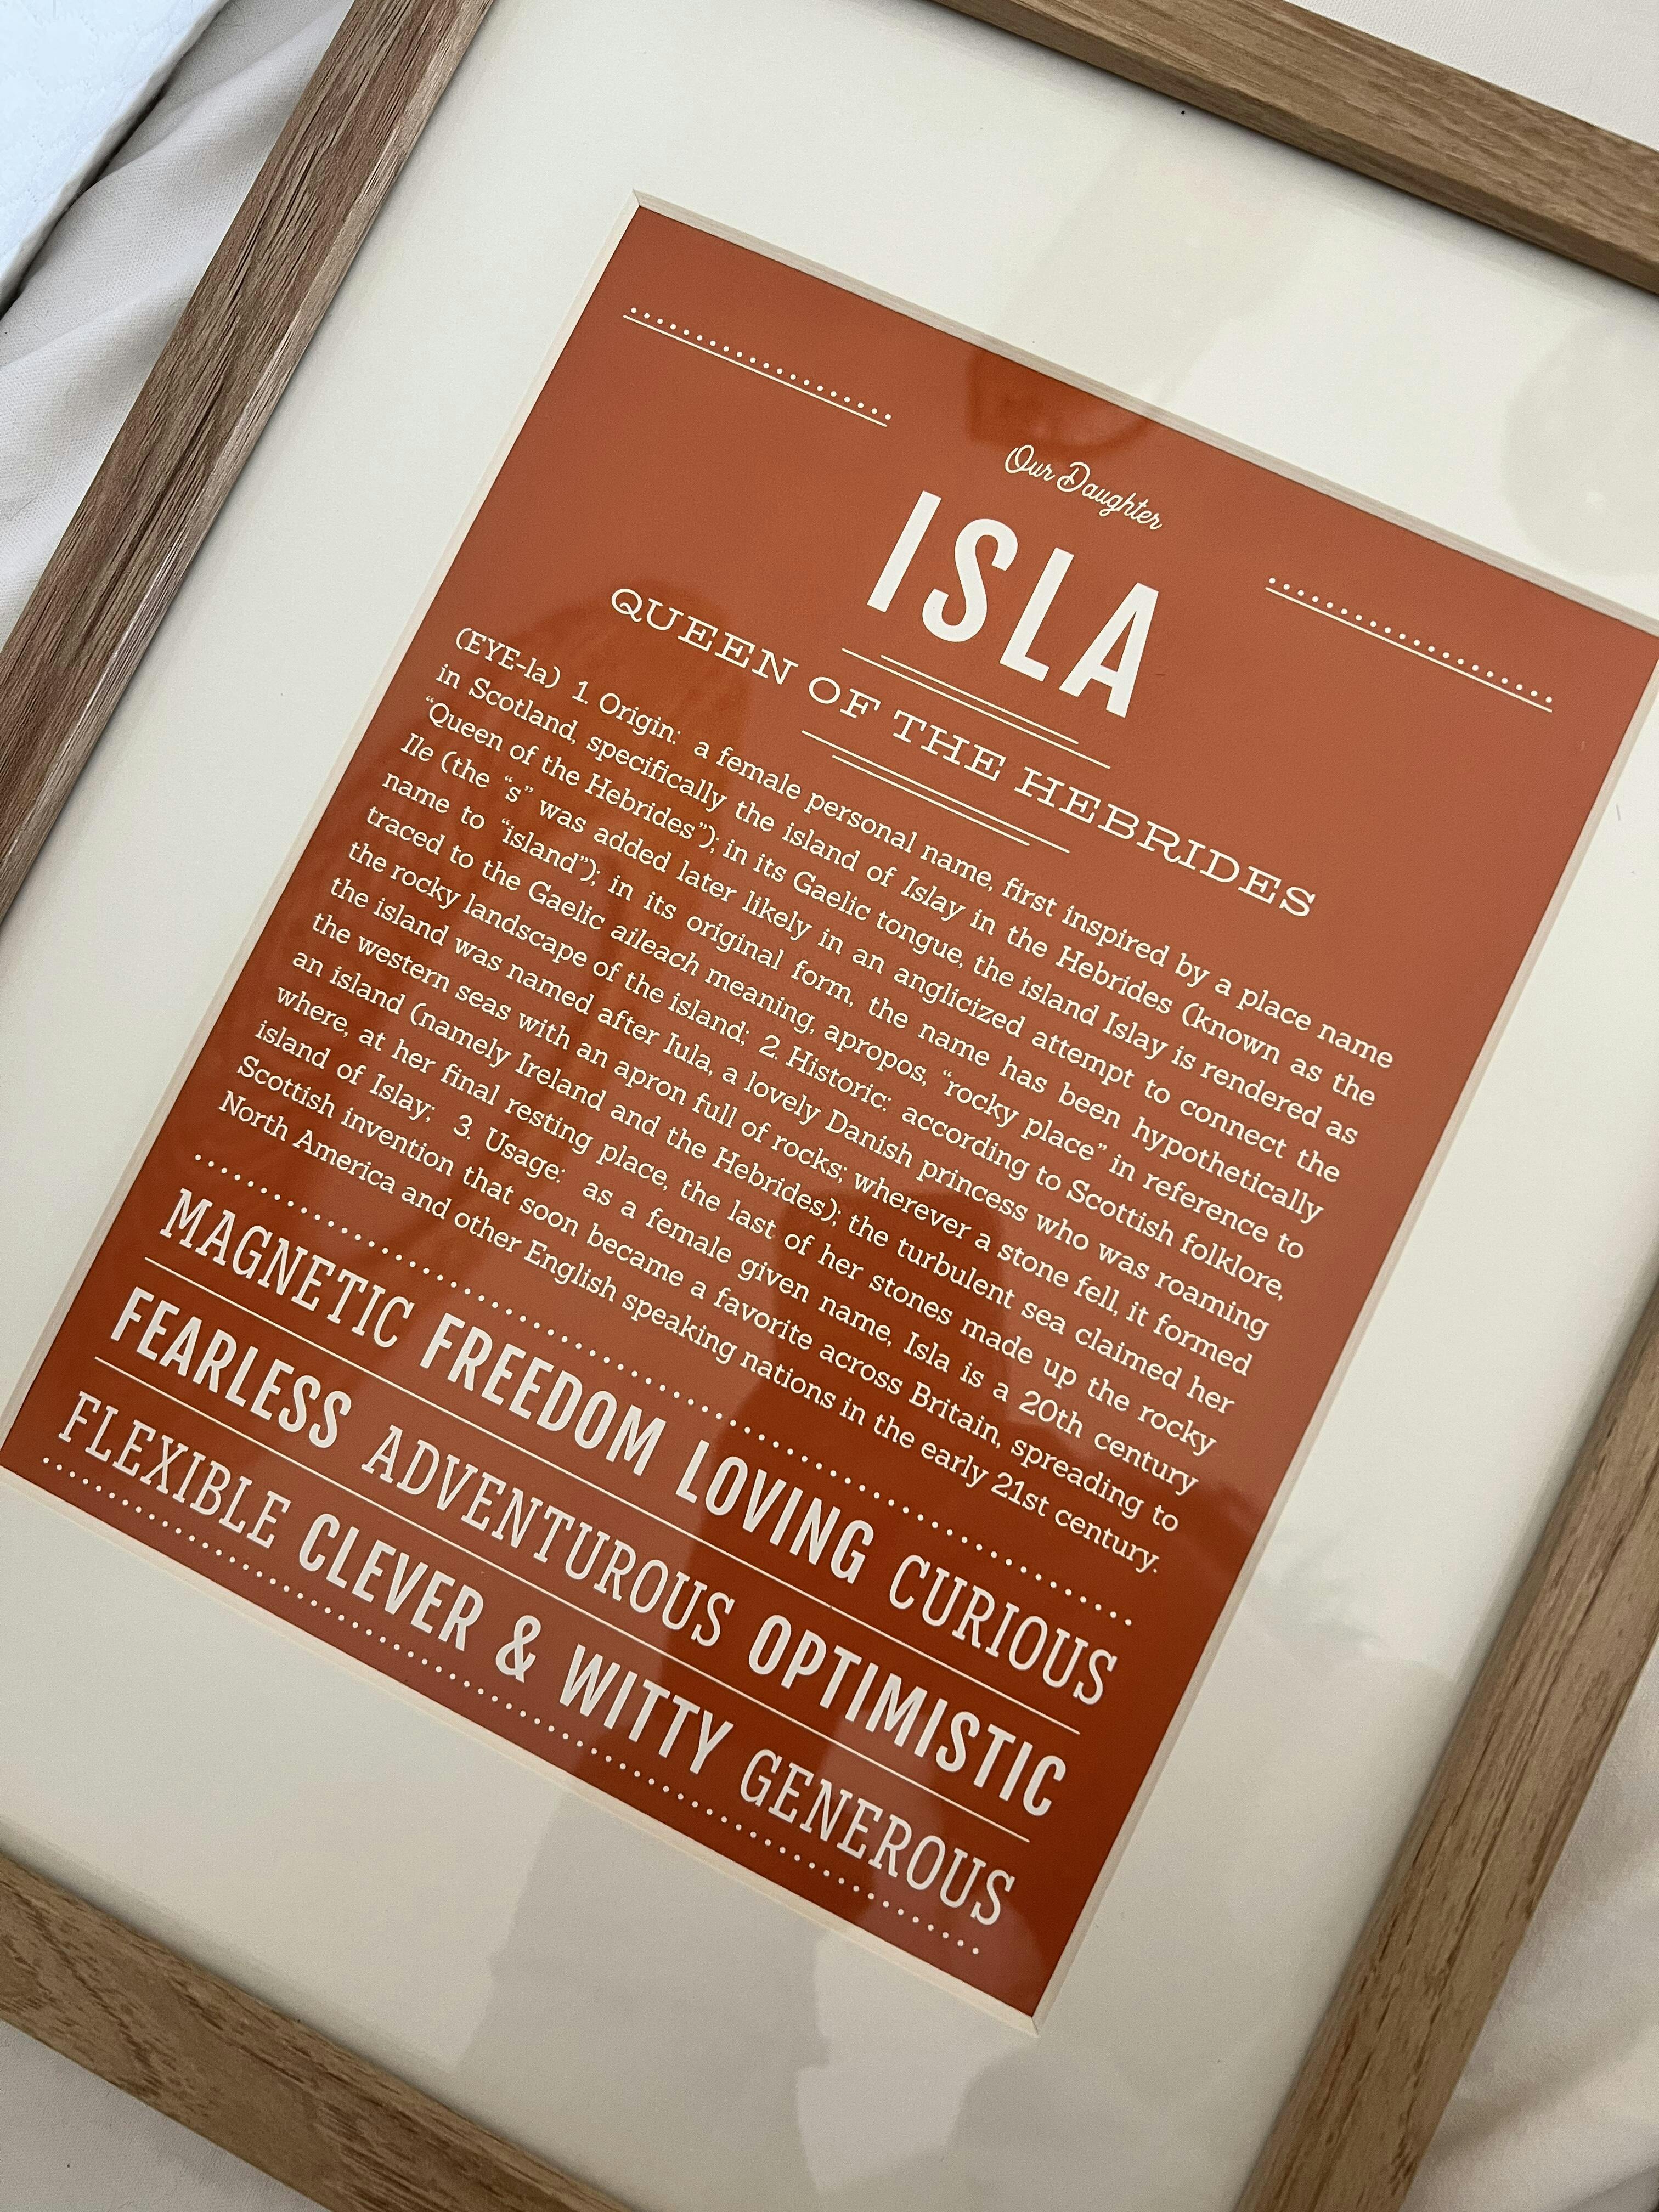 Our Daughter
ISLA
QUEEN OF THE HEBRIDES
(EYE-la) 1. Origin: a female personal name, first inspired by a place name
in Scotland, specifically the island of Islay in the Hebrides (known as the
“Queen of the Hebrides”); in its Gaelic tongue, the island Islay is rendered as
Ile (the “s” was added later likely in an anglicized attempt to connect the
name to “island”); in its original form, the name has been hypothetically
traced to the Gaelic aileach meaning, apropos, “rocky place” in reference to
the rocky landscape of the island; 2. Historic: according to Scottish folklore,
the island was named after Iula, a lovely Danish princess who was roaming
the western seas with an apron full of rocks; wherever a stone fell, it formed
an island (namely Ireland and the Hebrides); the turbulent sea claimed her
where, at her final resting place, the last of her stones made up the rocky
island of Islay; 3. Usage: as a female given name, Isla is a 20th century
Scottish invention that soon became a favorite across Britain, spreading to
North America and other English speaking nations in the early 21st century.
MAGNETIC FREEDOM LOVING CURIOUS
FEARLESS ADVENTUROUS OPTIMISTIC
FLEXIBLE CLEVER & WITTY GENEROUS